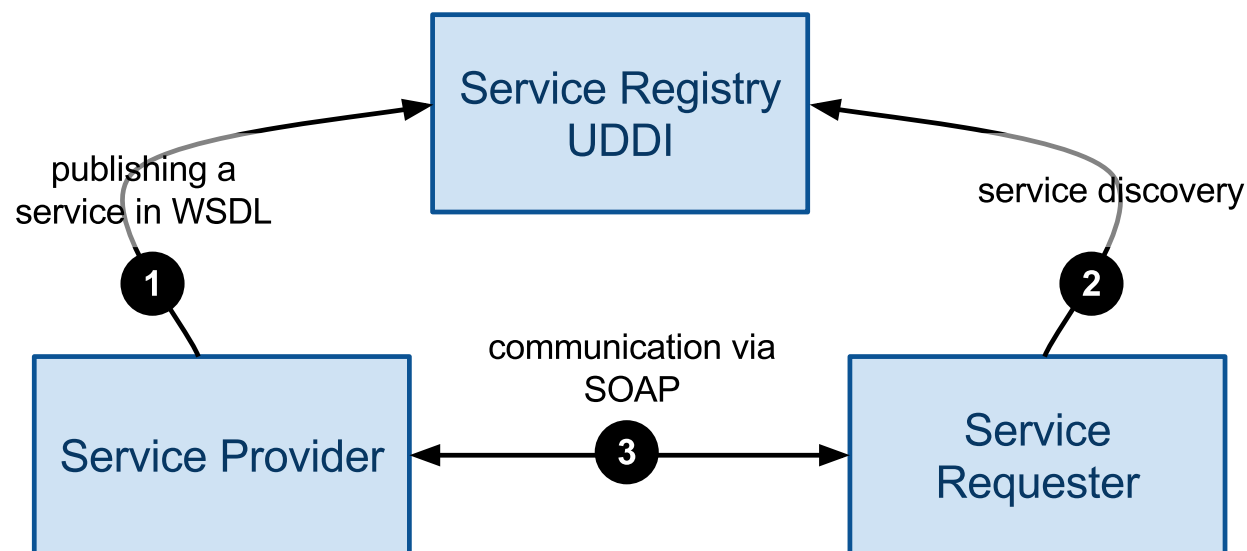 Service Registry
UDDI
publishing a
service in WSDL
service discovery
1
2
communication via
SOAP
3
Service Provider
Service
Requester